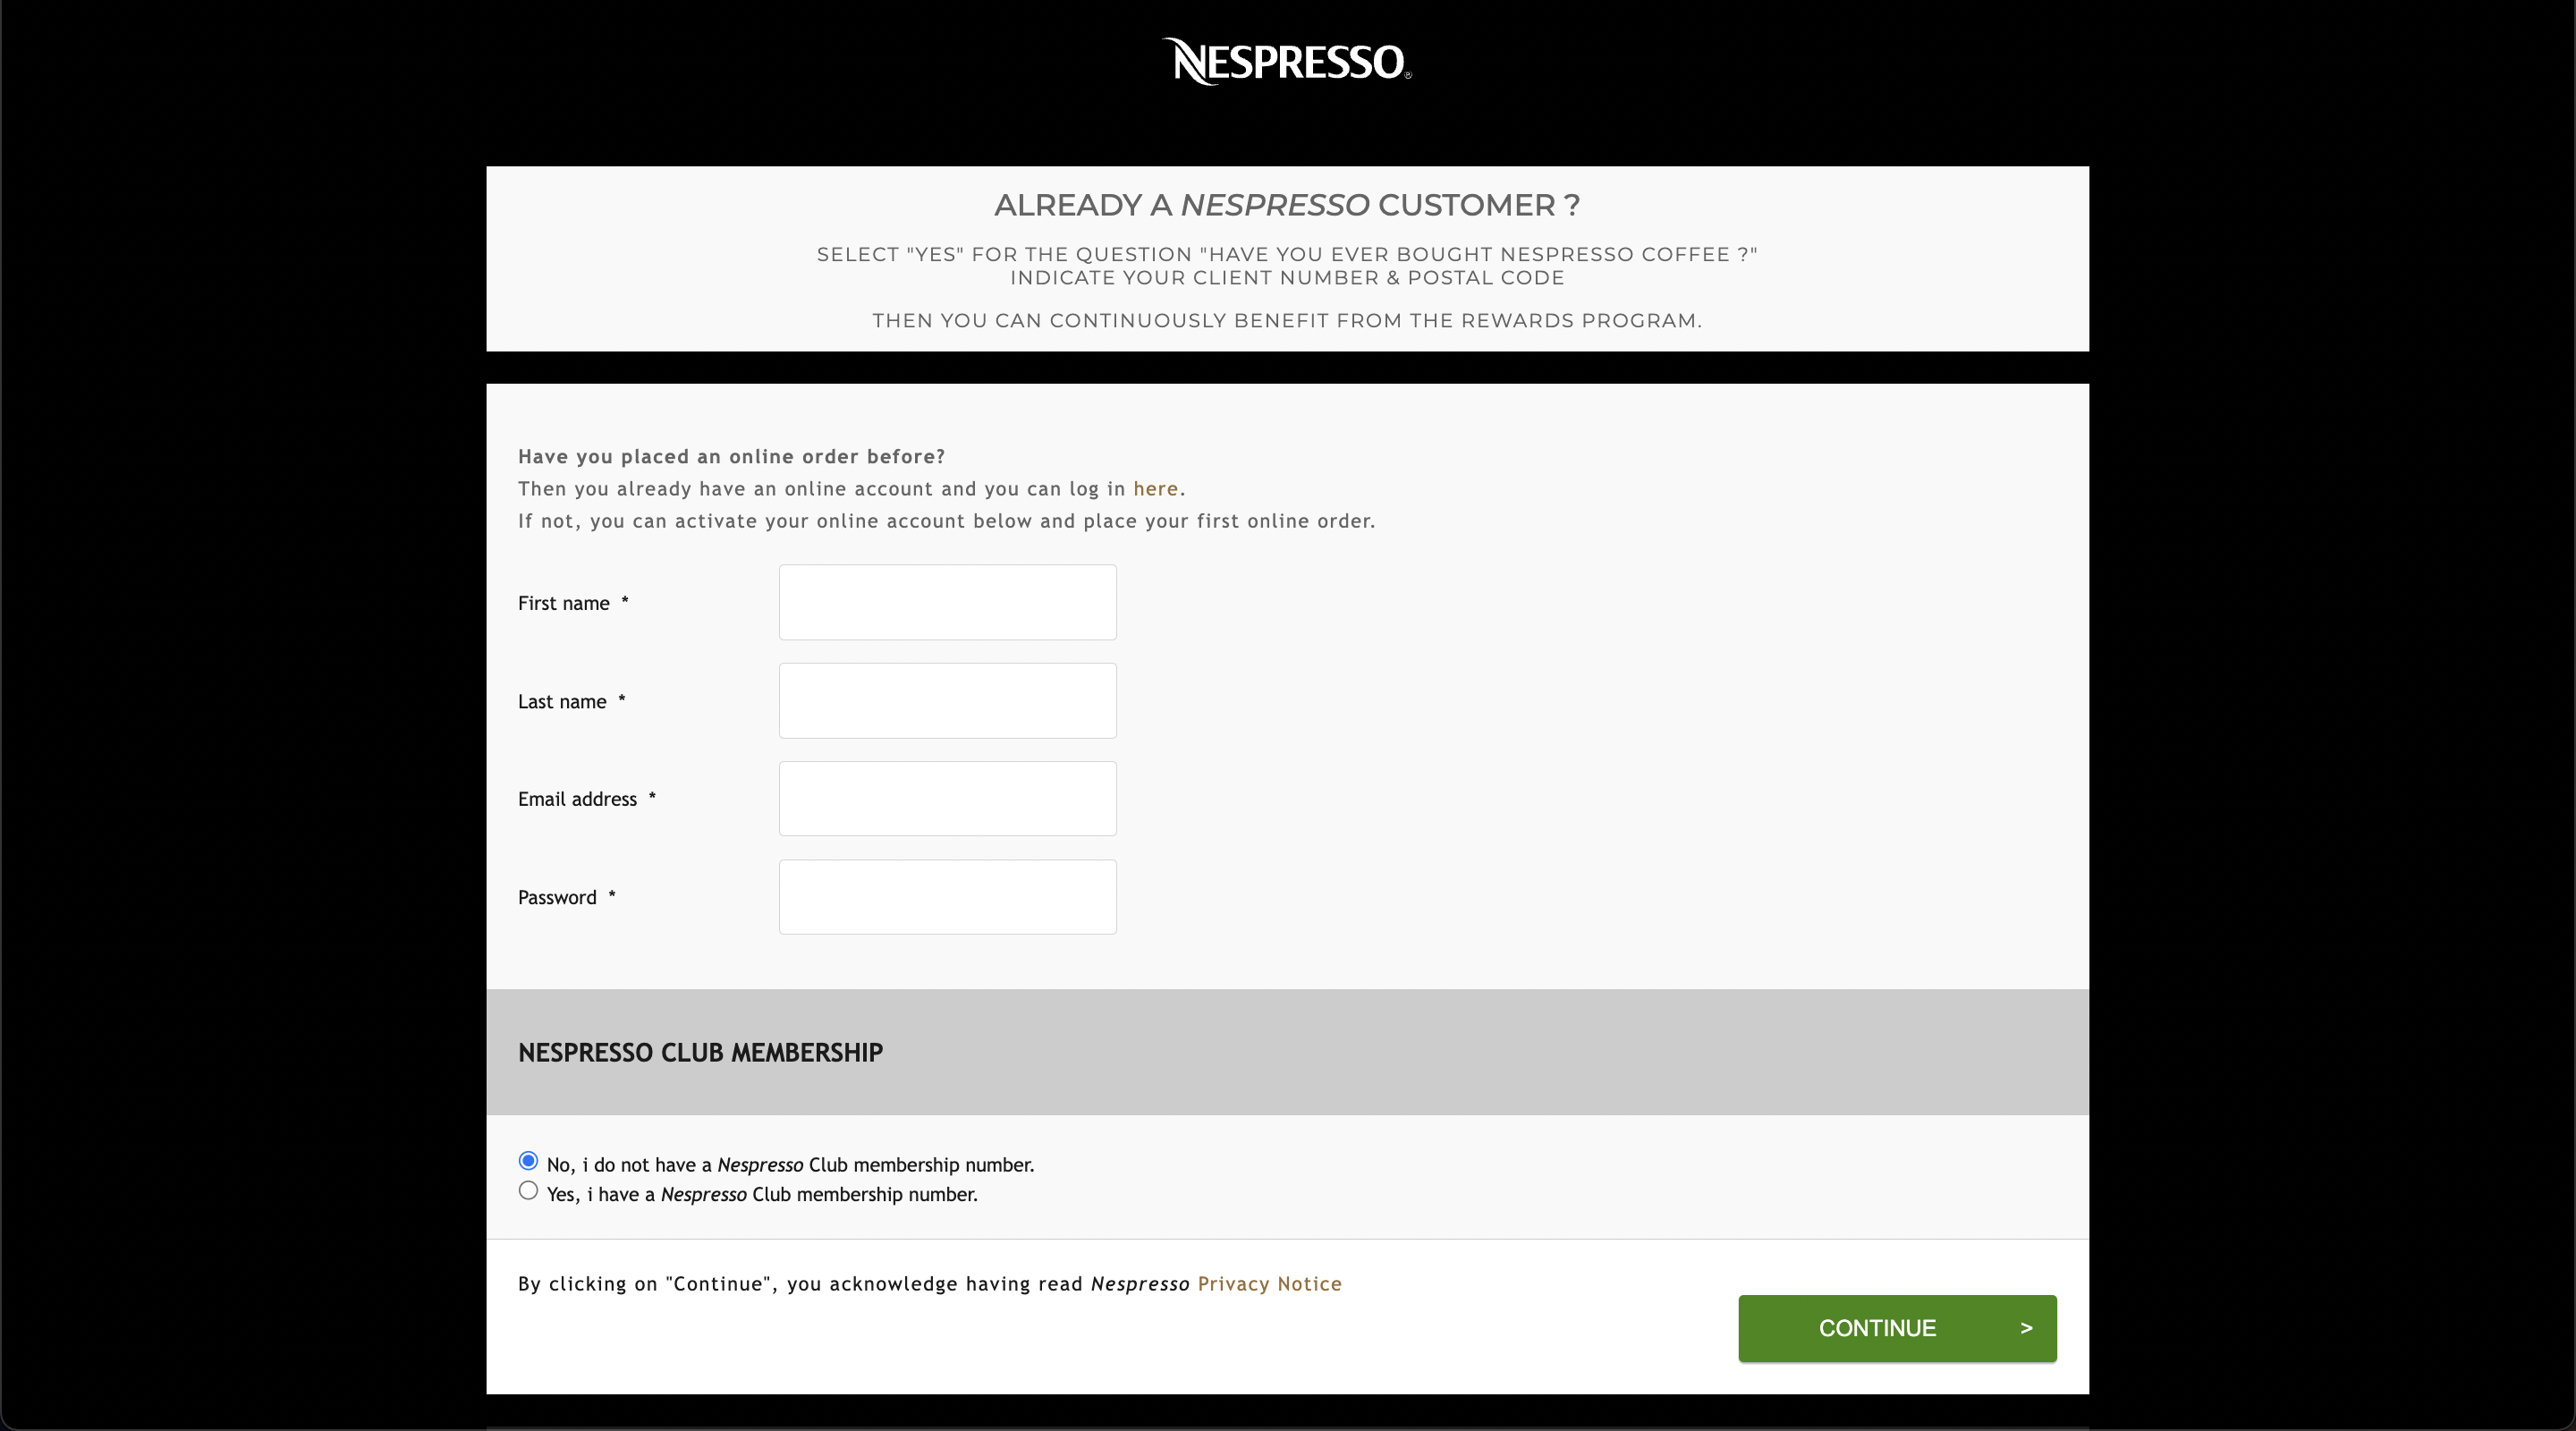 NESPRESSO®
ALREADY A NESPRESSO CUSTOMER ?
SELECT "YES" FOR THE QUESTION "HAVE YOU EVER BOUGHT NESPRESSO COFFEE ?"
INDICATE YOUR CLIENT NUMBER & POSTAL CODE
THEN YOU CAN CONTINUOUSLY BENEFIT FROM THE REWARDS PROGRAM.
Have you placed an online order before?
Then you already have an online account and you can log in here.
If not, you can activate your online account below and place your first online order.
First name *
Last name *
Email address *
Password *
NESPRESSO CLUB MEMBERSHIP
No, i do not have a Nespresso Club membership number.
Yes, i have a Nespresso Club membership number.
By clicking on "Continue", you acknowledge having read Nespresso Privacy Notice
CONTINUE >